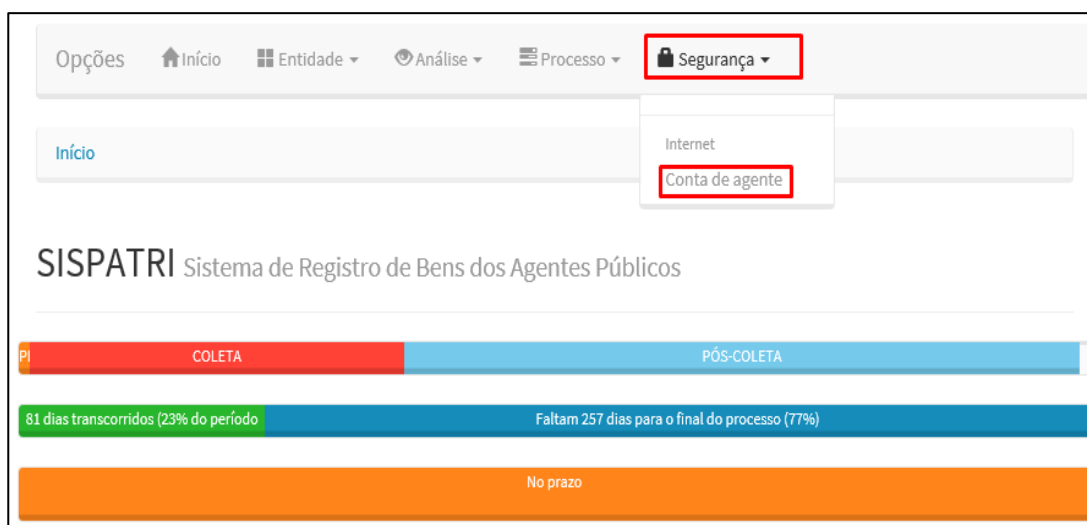 Opções Início Entidade Análise Processo Segurança
Início
Internet
Conta de agente
SISPATRI Sistema de Registro de Bens dos Agentes Públicos
COLETA PÓS-COLETA
81 dias transcorridos (23% do período Faltam 257 dias para o final do processo (77%)
No prazo